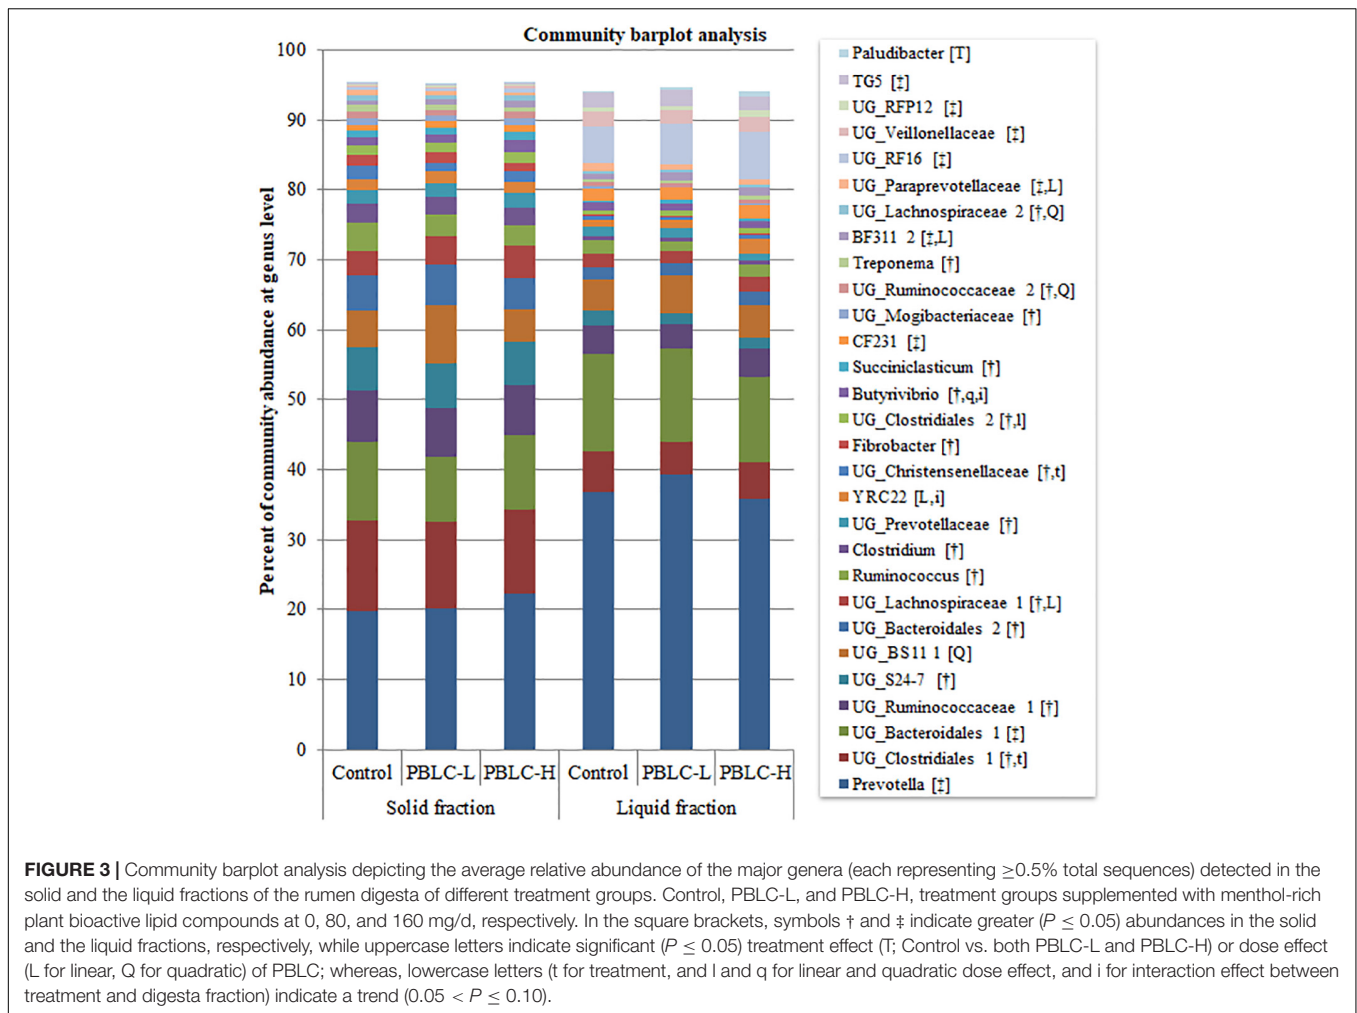 Community barplot analysis
Percent of community abundance at genus level
100
90
80
70
60
50
40
30
20
10
0
Control
PBLC-L
PBLC-H
Control
PBLC-L
PBLC-H
Solid fraction
Liquid fraction
Paludibacter [T]
TG5 [‡]
UG_RFP12 [‡]
UG_Veillonellaceae [‡]
UG_RF16 [‡]
UG_Paraprevotellaceae [‡,L]
UG_Lachnospiraceae 2 [†,Q]
BF311 2 [‡,L]
Treponema [†]
UG_Ruminococcaceae 2 [†,Q]
UG_Mogibacteriaceae [†]
CF231 [‡]
Succiniclasticum [†]
Butyrivibrio [†,q,i]
UG_Clostridiales 2 [†,l]
Fibrobacter [†]
UG_Christensenellaceae [†,t]
YRC22 [L,i]
UG_Prevotellaceae [†]
Clostridium [†]
Ruminococcus [†]
UG_Lachnospiraceae 1 [†,L]
UG_Bacteroidales 2 [†]
UG_BS11 1 [Q]
UG_S24-7 [†]
UG_Ruminococcaceae 1 [†]
UG_Bacteroidales 1 [‡]
UG_Clostridiales 1 [†,t]
Prevotella [‡]
FIGURE 3 | Community barplot analysis depicting the average relative abundance of the major genera (each representing ≥0.5% total sequences) detected in the
solid and the liquid fractions of the rumen digesta of different treatment groups. Control, PBLC-L, and PBLC-H, treatment groups supplemented with menthol-rich
plant bioactive lipid compounds at 0, 80, and 160 mg/d, respectively. In the square brackets, symbols † and ‡ indicate greater (P ≤ 0.05) abundances in the solid
and the liquid fractions, respectively, while uppercase letters indicate significant (P ≤ 0.05) treatment effect (T; Control vs. both PBLC-L and PBLC-H) or dose effect
(L for linear, Q for quadratic) of PBLC; whereas, lowercase letters (t for treatment, and l and q for linear and quadratic dose effect, and i for interaction effect between
treatment and digesta fraction) indicate a trend (0.05 < P ≤ 0.10).